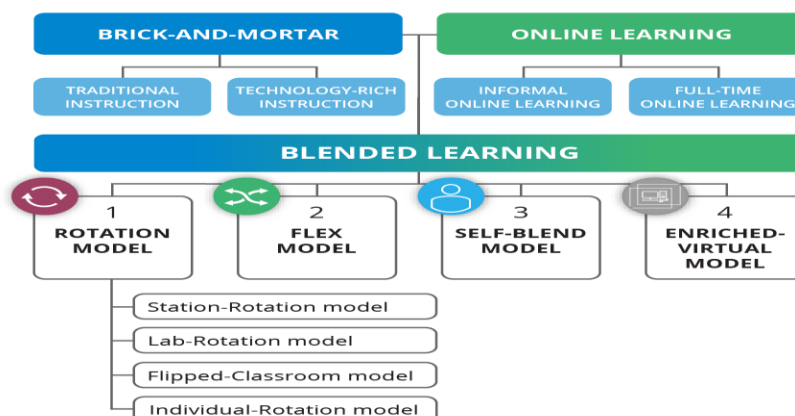 BRICK-AND-MORTAR
ONLINE LEARNING
TRADITIONAL
INSTRUCTION
TECHNOLOGY-RICH
INSTRUCTION
INFORMAL
ONLINE LEARNING
FULL-TIME
ONLINE LEARNING
BLENDED LEARNING
1
ROTATION
MODEL
2
FLEX
MODEL
3
SELF-BLEND
MODEL
4
ENRICHED-
VIRTUAL
MODEL
Station-Rotation model
Lab-Rotation model
Flipped-Classroom model
Individual-Rotation model